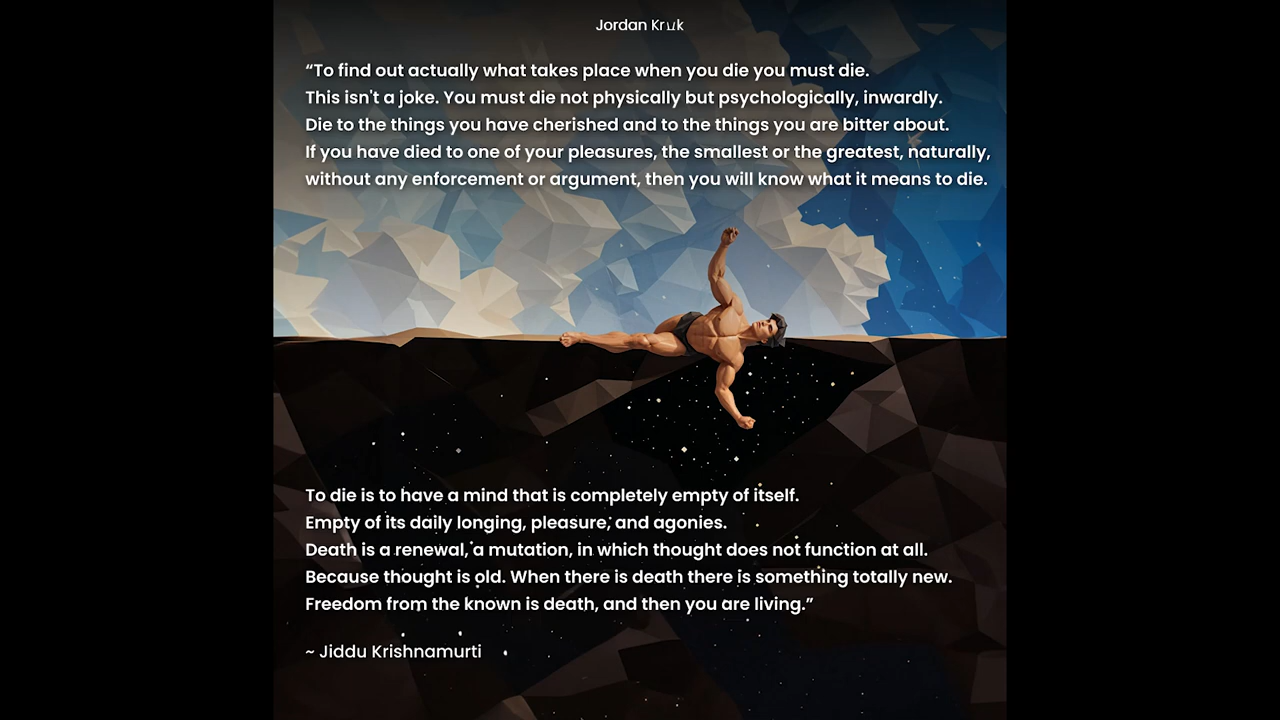 Jordan Kruk
“To find out actually what takes place when you die you must die.
This isn't a joke. You must die not physically but psychologically, inwardly.
Die to the things you have cherished and to the things you are bitter about.
If you have died to one of your pleasures, the smallest or the greatest, naturally,
without any enforcement or argument, then you will know what it means to die.
To die is to have a mind that is completely empty of itself.
Empty of its daily longing, pleasure, and agonies.
Death is a renewal, a mutation, in which thought does not function at all.
Because thought is old. When there is death there is something totally new.
Freedom from the known is death, and then you are living.”
~ Jiddu Krishnamurti